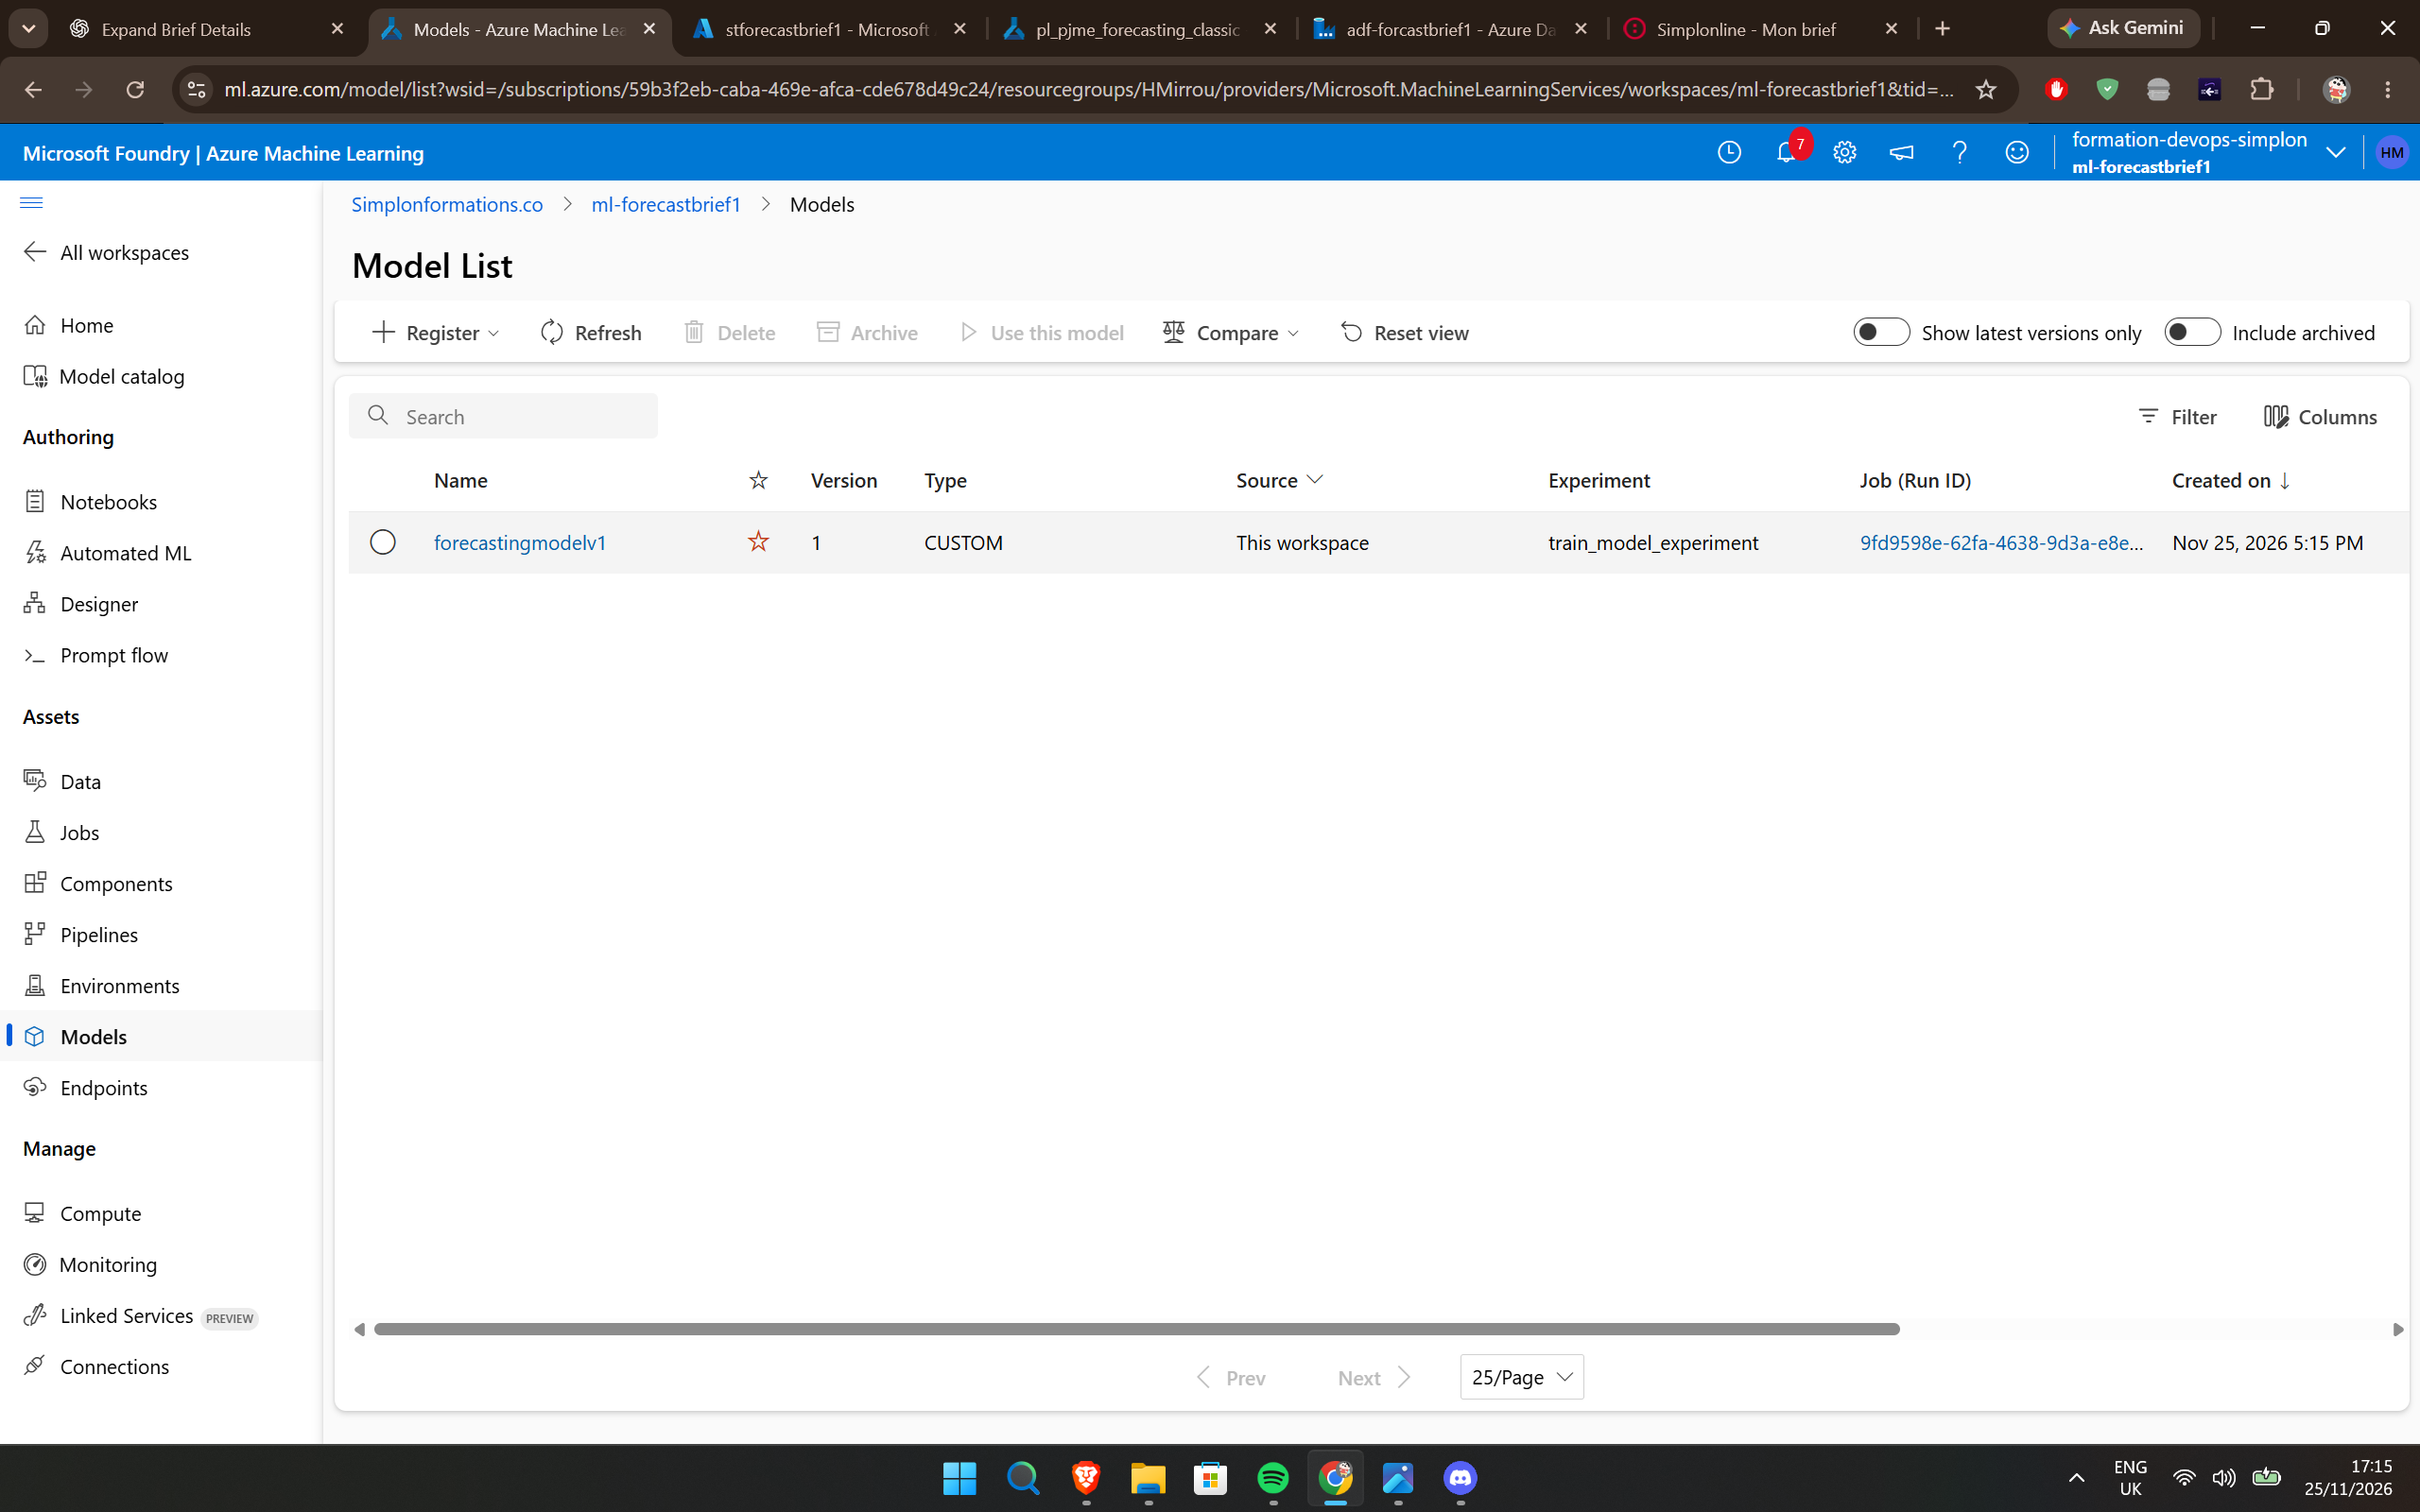 Expand Brief Details
Models - Azure Machine Lea
stforecastbrief1 - Microsoft
pl_pjme_forecasting_classic
adf-forcastbrief1 - Azure Da
Simplonline - Mon brief
Ask Gemini
ml.azure.com/model/list?wsid=/subscriptions/59b3f2eb-caba-469e-afca-cde678d49c24/resourcegroups/HMirrou/providers/Microsoft.MachineLearningServices/workspaces/ml-forecastbrief1&tid=...
Microsoft Foundry | Azure Machine Learning
7
formation-devops-simplon
ml-forecastbrief1
HM
All workspaces
Home
Model catalog
Authoring
Notebooks
Automated ML
Designer
Prompt flow
Assets
Data
Jobs
Components
Pipelines
Environments
Models
Endpoints
Manage
Compute
Monitoring
Linked Services PREVIEW
Connections
Simplonformations.co > ml-forecastbrief1 > Models
Model List
Register
Refresh
Delete
Archive
Use this model
Compare
Reset view
Show latest versions only
Include archived
Search
Filter
Columns
Name Version Type Source Experiment Job (Run ID) Created on ↓
forecastingmodelv1 1 CUSTOM This workspace train_model_experiment 9fd9598e-62fa-4638-9d3a-e8e... Nov 25, 2026 5:15 PM
Prev
Next
25/Page
ENG
UK
17:15
25/11/2026